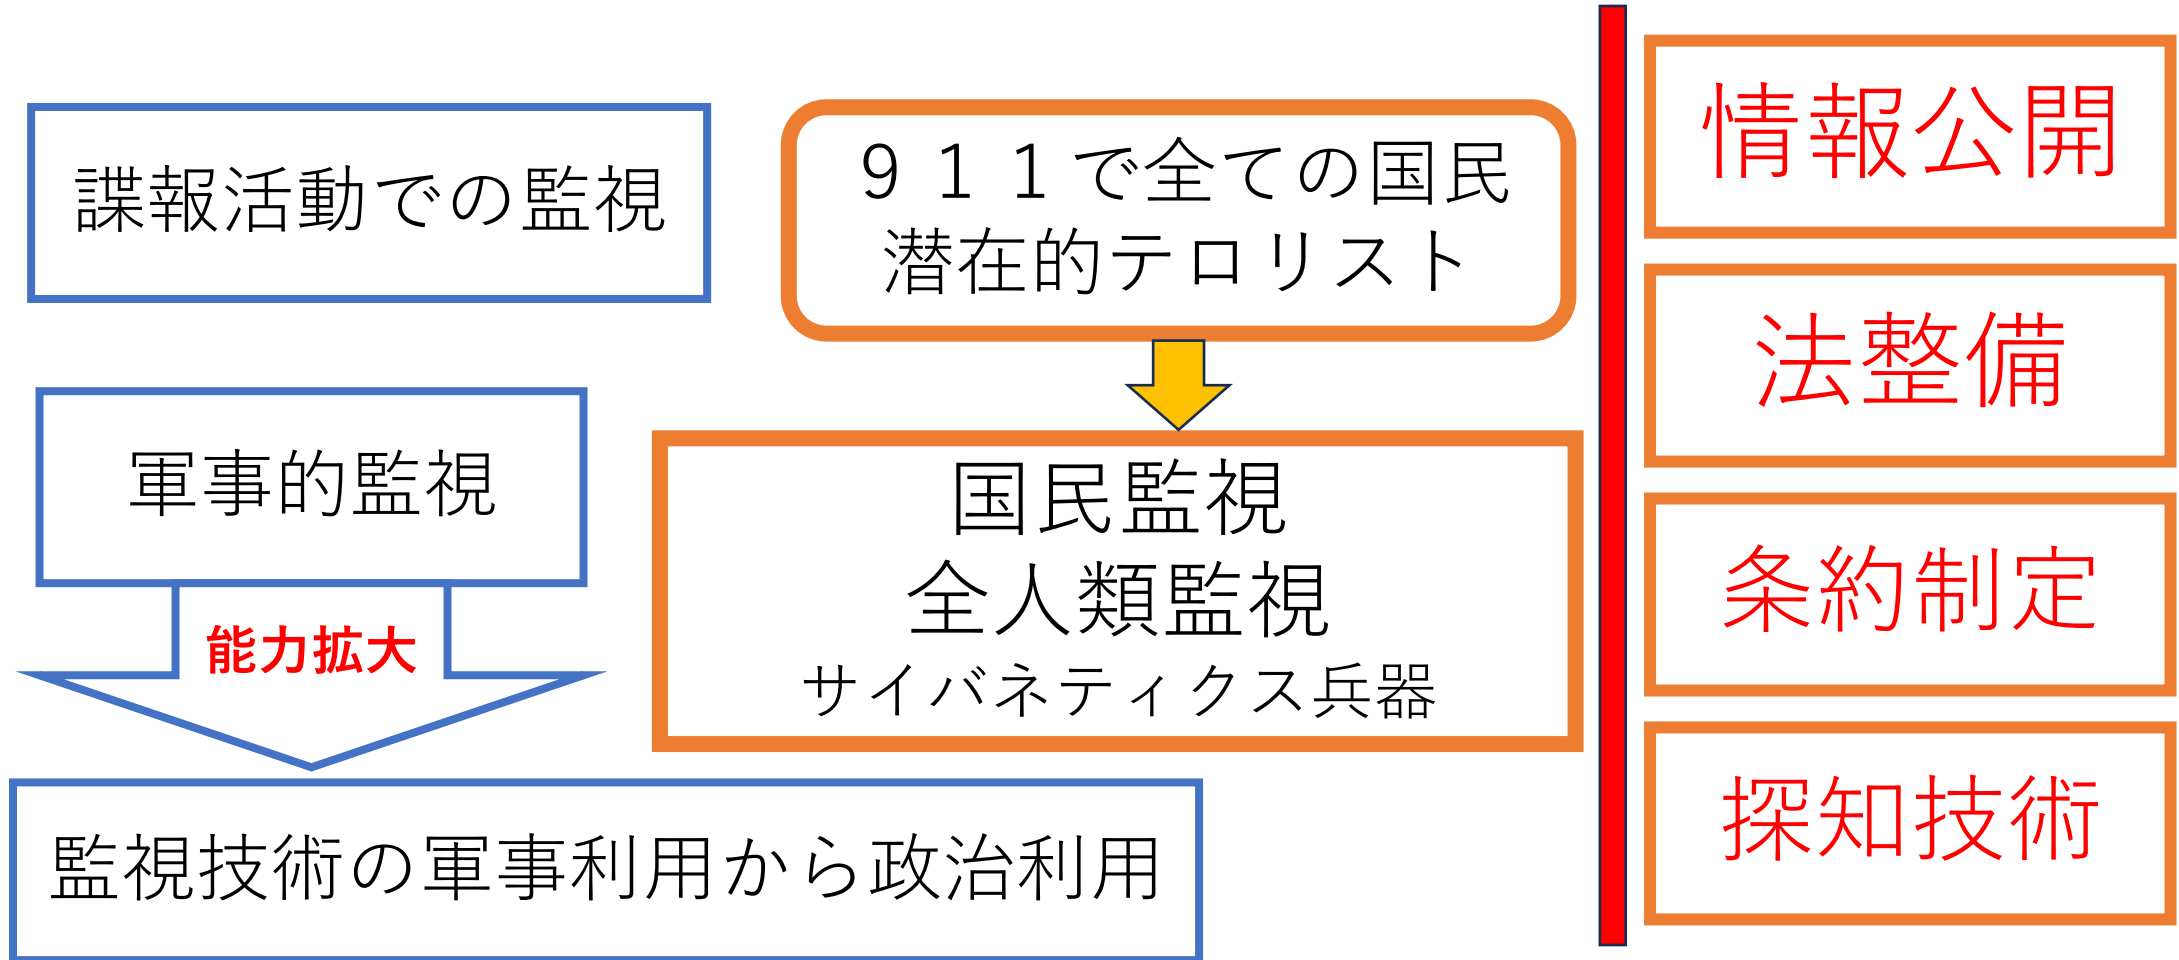 諜報活動での監視
９１１で全ての国民
潜在的テロリスト
軍事的監視
能力拡大
国民監視
全人類監視
サイバネティクス兵器
監視技術の軍事利用から政治利用
情報公開
法整備
条約制定
探知技術